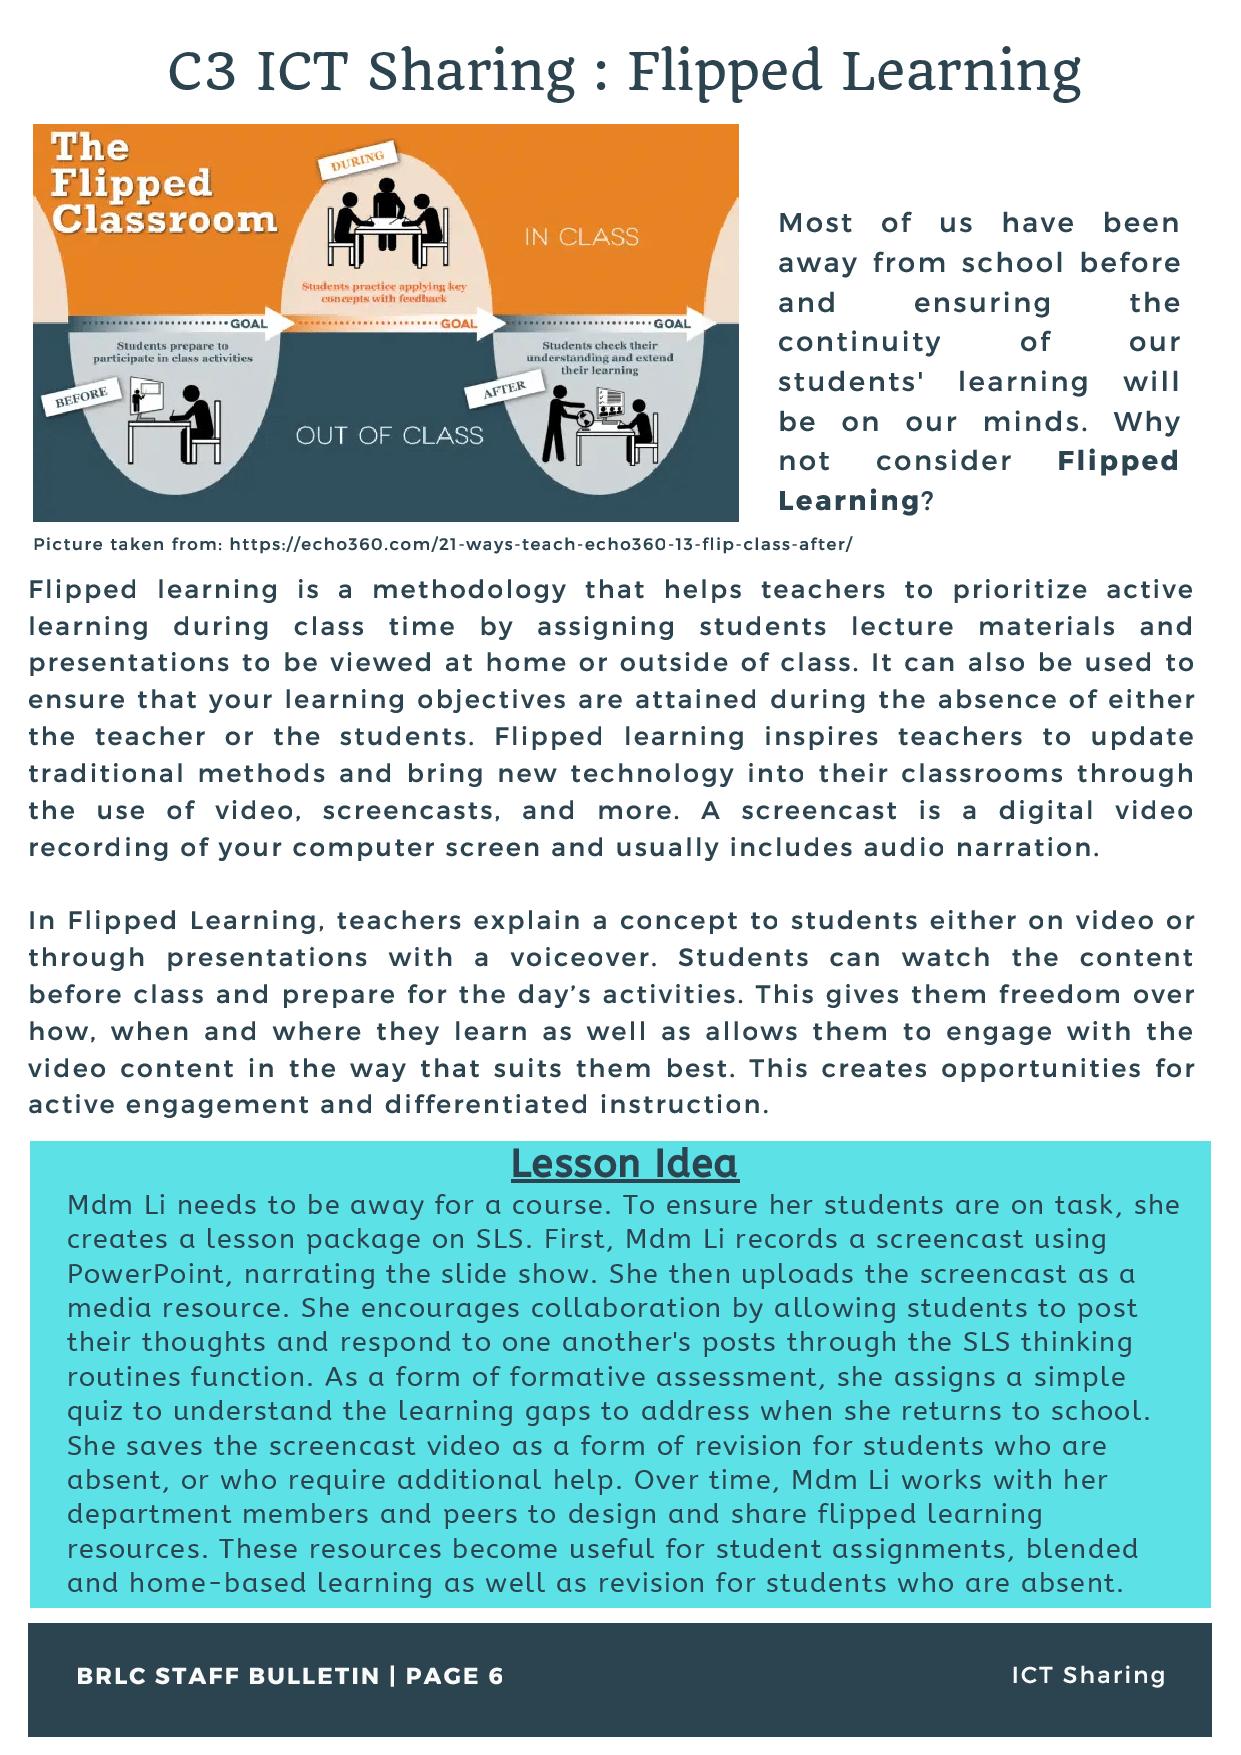 C3 ICT Sharing : Flipped Learning
The
Flipped
Classroom
DURING
IN CLASS
Students practice applying key
concepts with feedback
GOAL
GOAL
GOAL
Students prepare to
participate in class activities
Students check their
understanding and extend
their learning
BEFORE
AFTER
OUT OF CLASS
Most of us have been
away from school before
and ensuring the
continuity of our
students' learning will
be on our minds. Why
not consider Flipped
Learning?
Picture taken from: https://echo360.com/21-ways-teach-echo360-13-flip-class-after/
Flipped learning is a methodology that helps teachers to prioritize active
learning during class time by assigning students lecture materials and
presentations to be viewed at home or outside of class. It can also be used to
ensure that your learning objectives are attained during the absence of either
the teacher or the students. Flipped learning inspires teachers to update
traditional methods and bring new technology into their classrooms through
the use of video, screencasts, and more. A screencast is a digital video
recording of your computer screen and usually includes audio narration.
In Flipped Learning, teachers explain a concept to students either on video or
through presentations with a voiceover. Students can watch the content
before class and prepare for the day’s activities. This gives them freedom over
how, when and where they learn as well as allows them to engage with the
video content in the way that suits them best. This creates opportunities for
active engagement and differentiated instruction.
Lesson Idea
Mdm Li needs to be away for a course. To ensure her students are on task, she
creates a lesson package on SLS. First, Mdm Li records a screencast using
PowerPoint, narrating the slide show. She then uploads the screencast as a
media resource. She encourages collaboration by allowing students to post
their thoughts and respond to one another's posts through the SLS thinking
routines function. As a form of formative assessment, she assigns a simple
quiz to understand the learning gaps to address when she returns to school.
She saves the screencast video as a form of revision for students who are
absent, or who require additional help. Over time, Mdm Li works with her
department members and peers to design and share flipped learning
resources. These resources become useful for student assignments, blended
and home-based learning as well as revision for students who are absent.
BRLC STAFF BULLETIN | PAGE 6
ICT Sharing